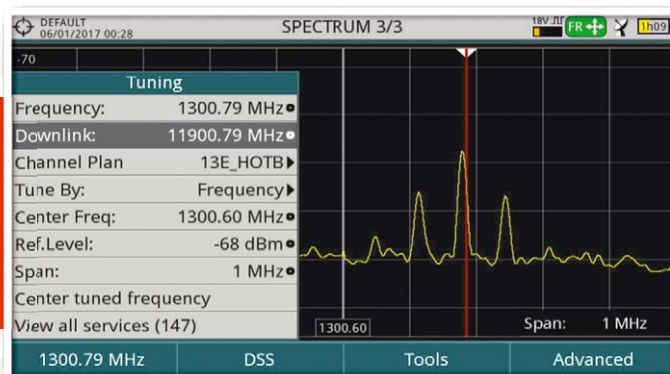 DEFAULT
06/01/2017 00:28
SPECTRUM 3/3
18V
FR
1h09
-70
Tuning
Frequency: 1300.79 MHz
Downlink: 11900.79 MHz
Channel Plan 13E_HOTB
Tune By: Frequency
Center Freq: 1300.60 MHz
Ref.Level: -68 dBm
Span: 1 MHz
Center tuned frequency
View all services (147)
1300.60
Span: 1 MHz
1300.79 MHz
DSS
Tools
Advanced